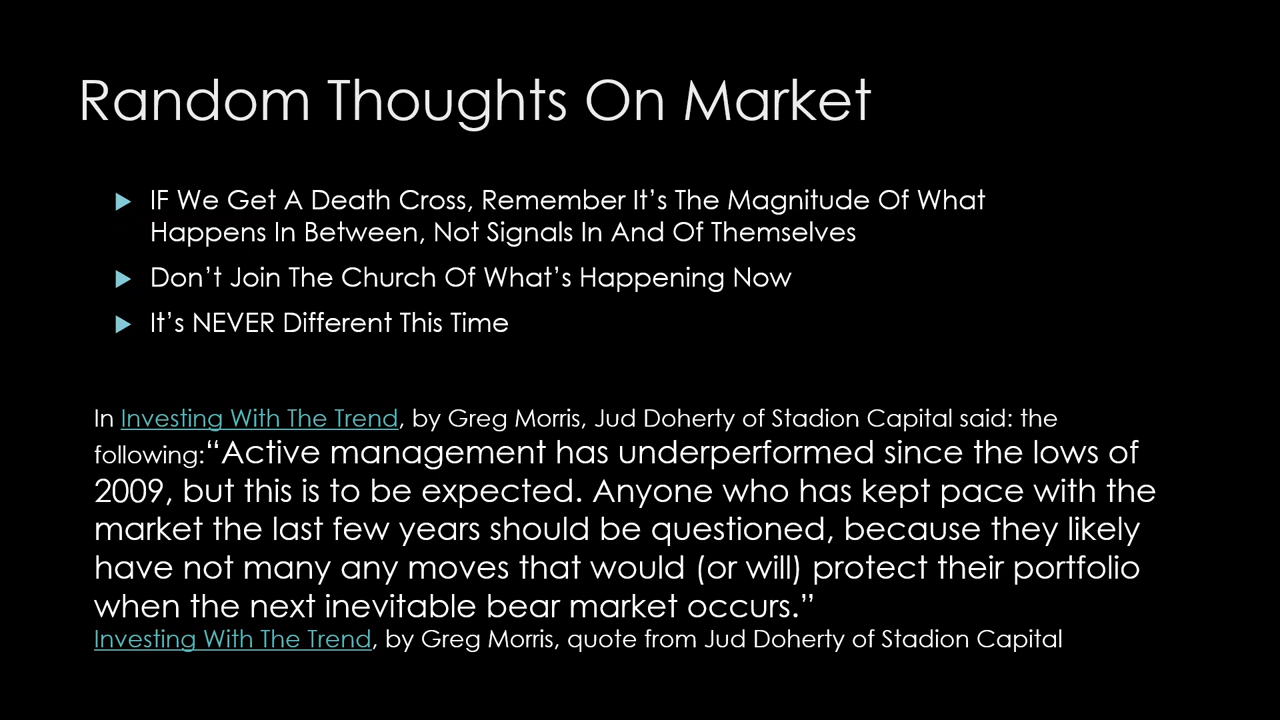 Random Thoughts On Market
IF We Get A Death Cross, Remember It’s The Magnitude Of What
Happens In Between, Not Signals In And Of Themselves
Don’t Join The Church Of What’s Happening Now
It’s NEVER Different This Time
In Investing With The Trend, by Greg Morris, Jud Doherty of Stadion Capital said: the
following:“Active management has underperformed since the lows of
2009, but this is to be expected. Anyone who has kept pace with the
market the last few years should be questioned, because they likely
have not many any moves that would (or will) protect their portfolio
when the next inevitable bear market occurs.”
Investing With The Trend, by Greg Morris, quote from Jud Doherty of Stadion Capital